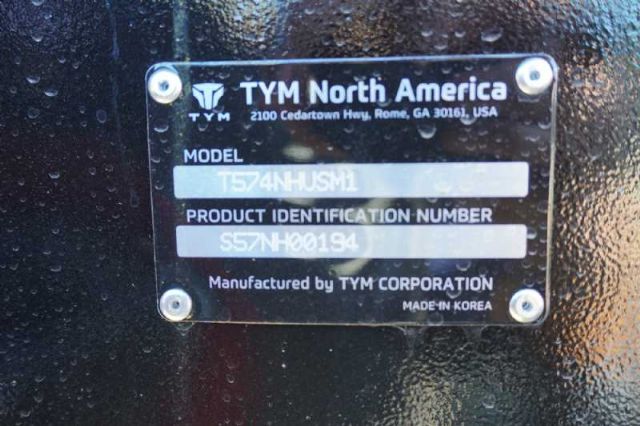 TYM
TYM North America
2100 Cedartown Hwy, Rome, GA 30161, USA
MODEL
T574NHUSM1
PRODUCT IDENTIFICATION NUMBER
S57NH00194
Manufactured by TYM CORPORATION
MADE IN KOREA